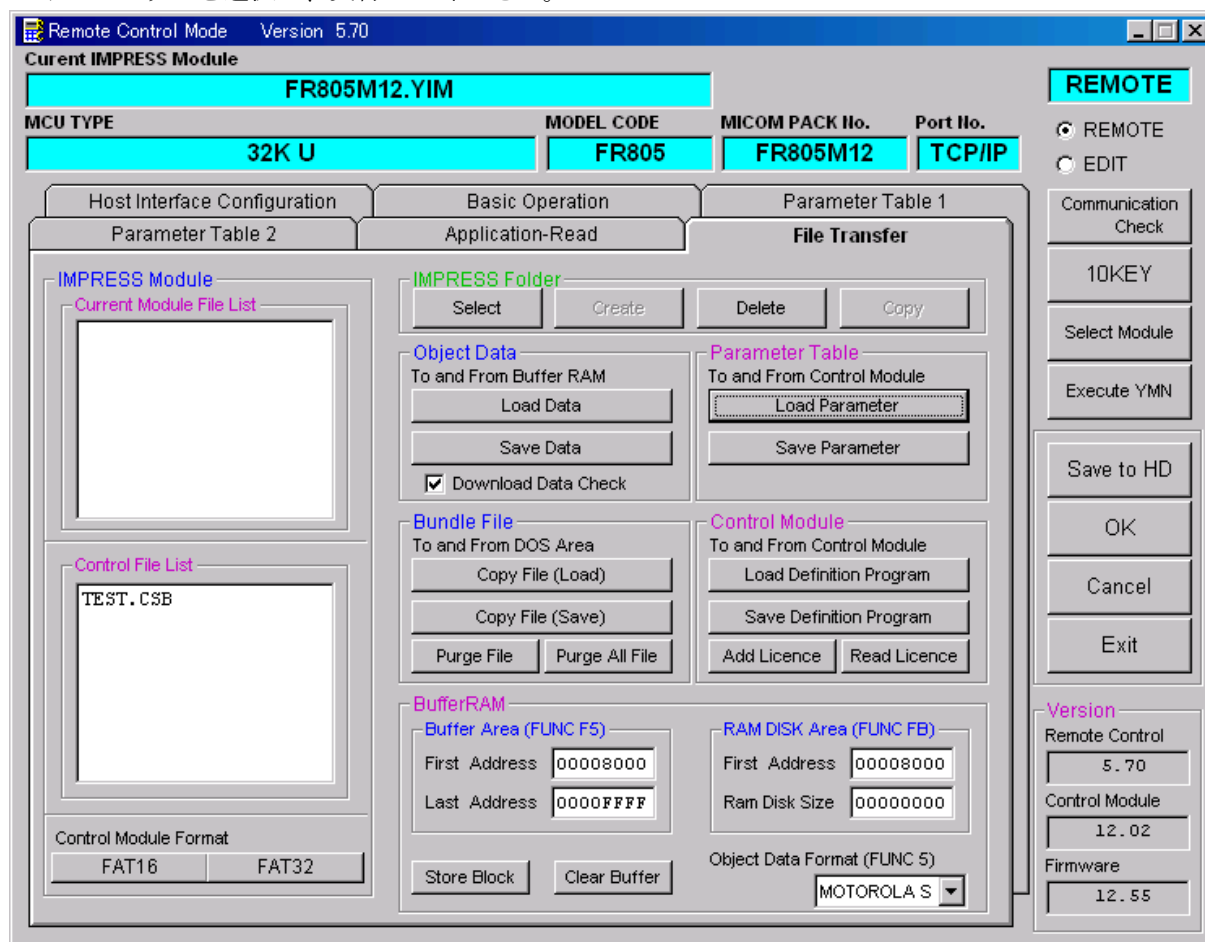 Remote Control Mode Version 5.70
Curent IMPRESS Module
FR805M12.YIM
REMOTE
MCU TYPE MODEL CODE MICOM PACK No. Port No.
32K U FR805 FR805M12 TCP/IP
REMOTE
EDIT
Host Interface Configuration Basic Operation Parameter Table 1
Parameter Table 2 Application-Read File Transfer
Communication
Check
10KEY
Select Module
Execute YMN
Save to HD
OK
Cancel
Exit
IMPRESS Module
Current Module File List
Control File List
TEST.CSB
Control Module Format
FAT16 FAT32
IMPRESS Folder
Select Create Delete Copy
Object Data
To and From Buffer RAM
Load Data
Save Data
Download Data Check
Parameter Table
To and From Control Module
Load Parameter
Save Parameter
Bundle File
To and From DOS Area
Copy File (Load)
Copy File (Save)
Purge File Purge All File
Control Module
To and From Control Module
Load Definition Program
Save Definition Program
Add Licence Read Licence
BufferRAM
Buffer Area (FUNC F5)
First Address 00008000
Last Address 0000FFFF
RAM DISK Area (FUNC FB)
First Address 00008000
Ram Disk Size 00000000
Store Block Clear Buffer
Object Data Format (FUNC 5)
MOTOROLA S
Version
Remote Control
5.70
Control Module
12.02
Firmware
12.55